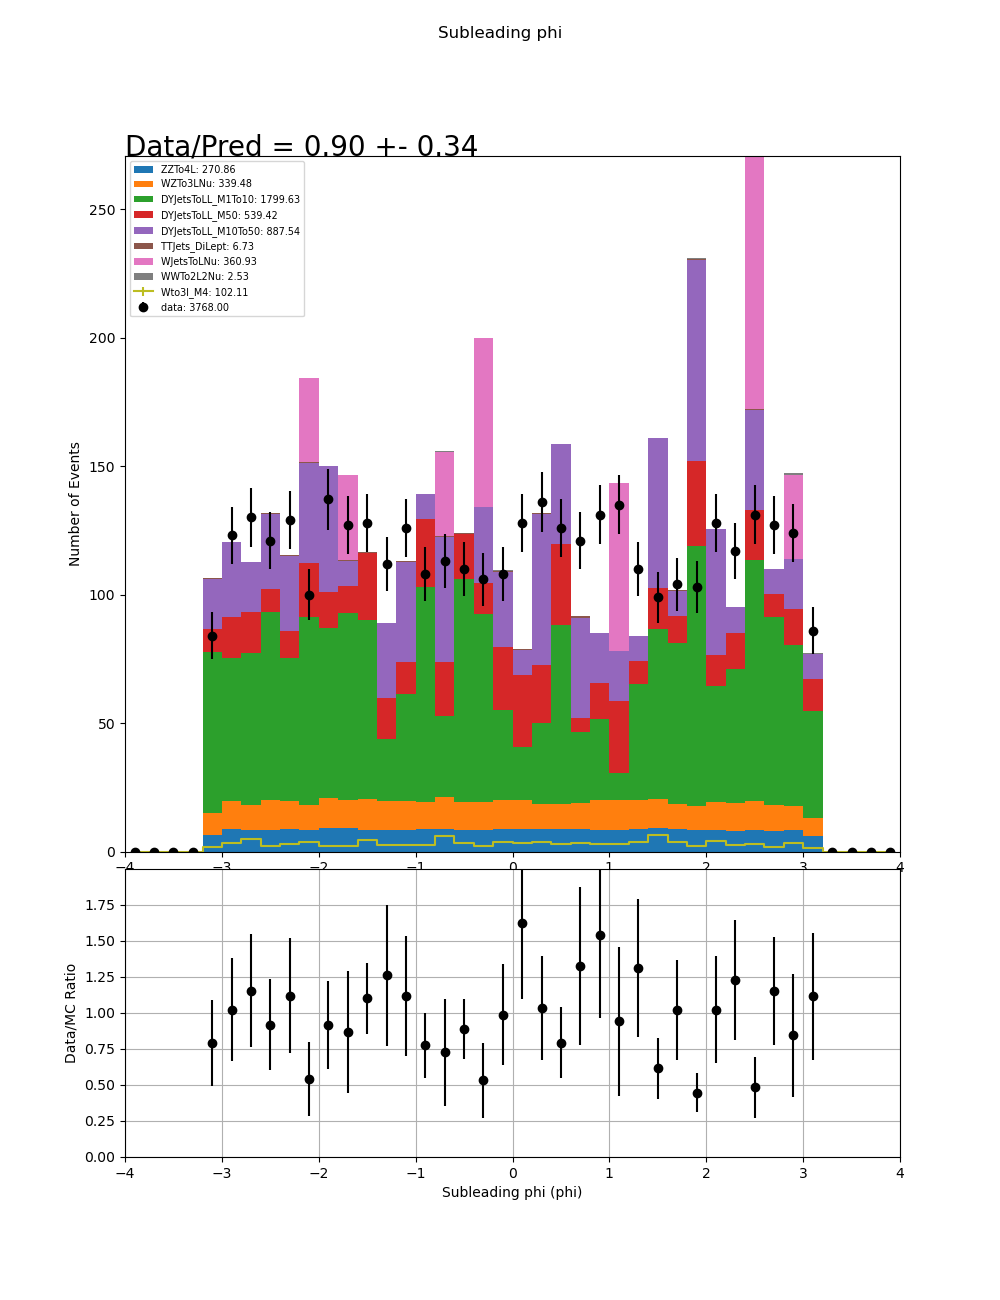 Subleading phi
Data/Pred = 0.90 +- 0.34
ZZTo4L: 270.86
WZTo3LNu: 339.48
DYJetsToLL_M1To10: 1799.63
DYJetsToLL_M50: 539.42
DYJetsToLL_M10To50: 887.54
TTJets_DiLept: 6.73
WJetsToLNu: 360.93
WWTo2L2Nu: 2.53
Wto3l_M4: 102.11
data: 3768.00
250
200
150
100
50
0
Number of Events
−4 −3 −2 −1 0 1 2 3 4
1.75
1.50
1.25
1.00
0.75
0.50
0.25
0.00
Data/MC Ratio
−4 −3 −2 −1 0 1 2 3 4
Subleading phi (phi)